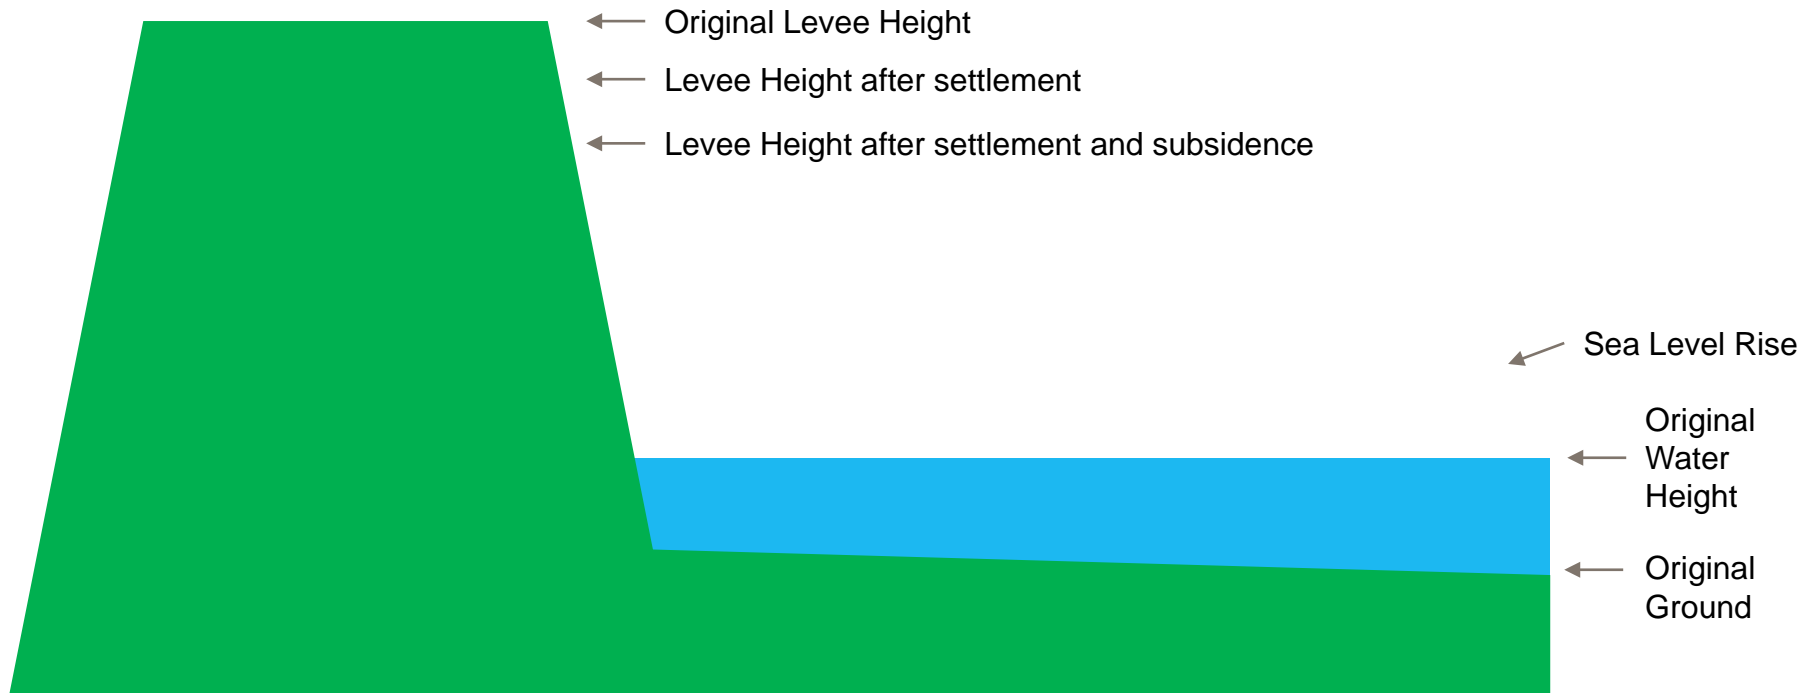 Original Levee Height
Levee Height after settlement
Levee Height after settlement and subsidence
Sea Level Rise
Original
Water
Height
Original
Ground